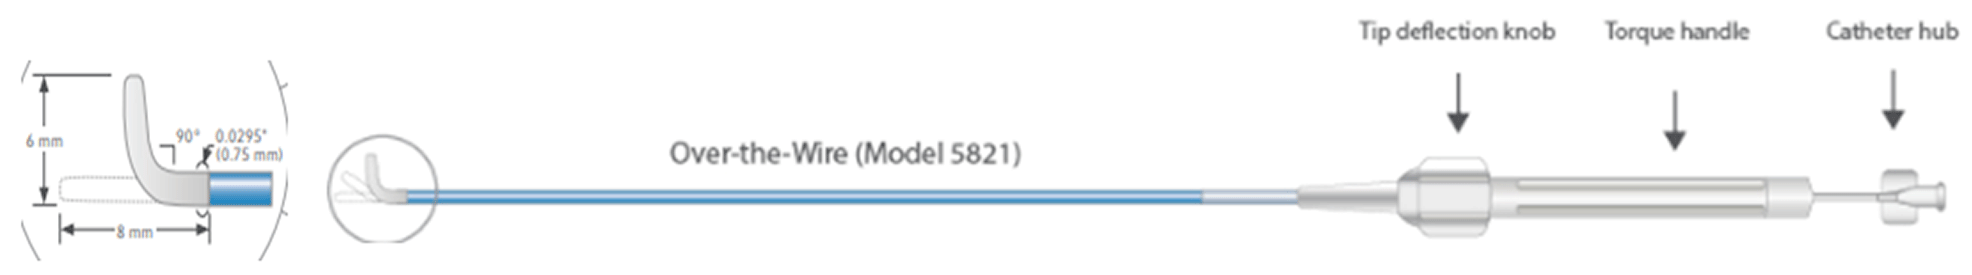 Tip deflection knob
Torque handle
Catheter hub
6 mm
90°
0.0295"
(0.75 mm)
Over-the-Wire (Model 5821)
8 mm